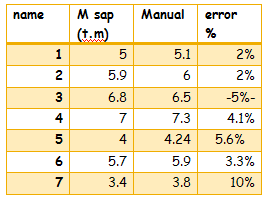 name M sap (t.m) Manual error %
1 5 5.1 2%
2 5.9 6 2%
3 6.8 6.5 -5%-
4 7 7.3 4.1%
5 4 4.24 5.6%
6 5.7 5.9 3.3%
7 3.4 3.8 10%